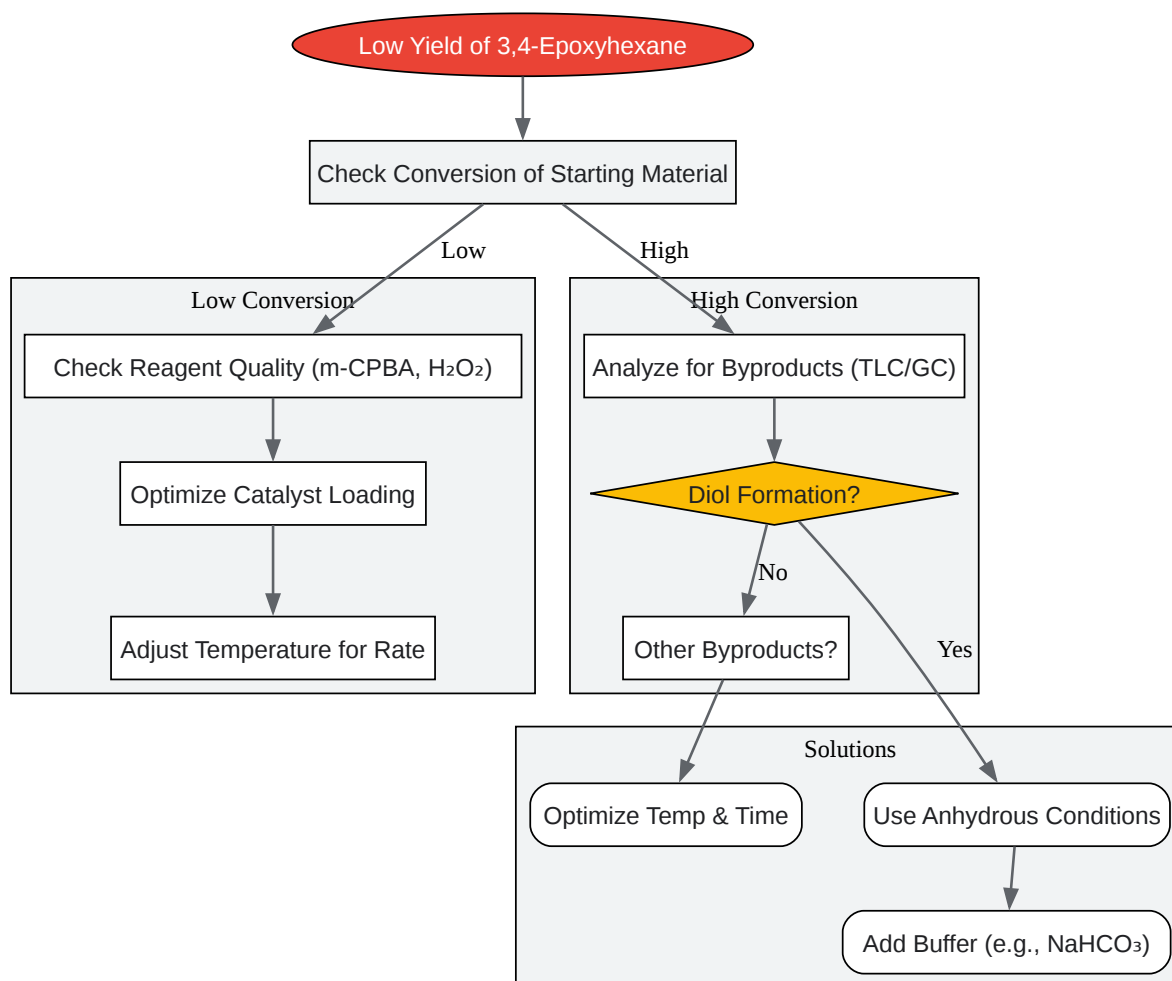 Low Yield of 3,4-Epoxyhexane
Check Conversion of Starting Material
Low
High
Low Conversion
High Conversion
Check Reagent Quality (m-CPBA, H₂O₂)
Analyze for Byproducts (TLC/GC)
Optimize Catalyst Loading
Diol Formation?
No
Adjust Temperature for Rate
Other Byproducts?
Yes
Solutions
Optimize Temp & Time
Use Anhydrous Conditions
Add Buffer (e.g., NaHCO₃)